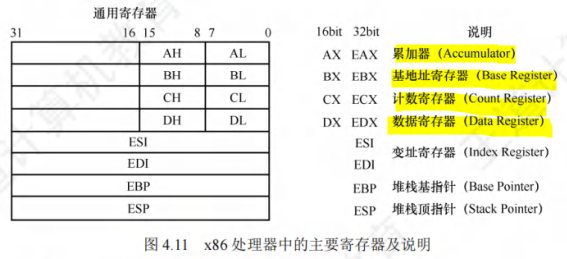 通用寄存器
31 16 15 8 7 0
AH AL
BH BL
CH CL
DH DL
ESI
EDI
EBP
ESP
16bit 32bit 说明
AX EAX 累加器（Accumulator）
BX EBX 基地址寄存器（Base Register）
CX ECX 计数寄存器（Count Register）
DX EDX 数据寄存器（Data Register）
ESI
变址寄存器（Index Register）
EDI
EBP 堆栈基指针（Base Pointer）
ESP 堆栈顶指针（Stack Pointer）
图 4.11 x86 处理器中的主要寄存器及说明